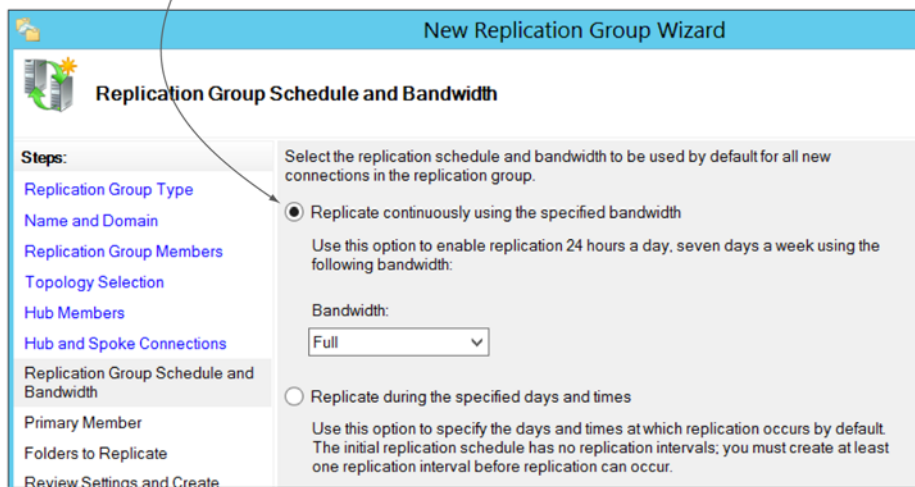 New Replication Group Wizard
Replication Group Schedule and Bandwidth
Steps:
Replication Group Type
Name and Domain
Replication Group Members
Topology Selection
Hub Members
Hub and Spoke Connections
Replication Group Schedule and
Bandwidth
Primary Member
Folders to Replicate
Review Settings and Create
Select the replication schedule and bandwidth to be used by default for all new
connections in the replication group.
Replicate continuously using the specified bandwidth
Use this option to enable replication 24 hours a day, seven days a week using the
following bandwidth:
Bandwidth:
Full
Replicate during the specified days and times
Use this option to specify the days and times at which replication occurs by default.
The initial replication schedule has no replication intervals; you must create at least
one replication interval before replication can occur.